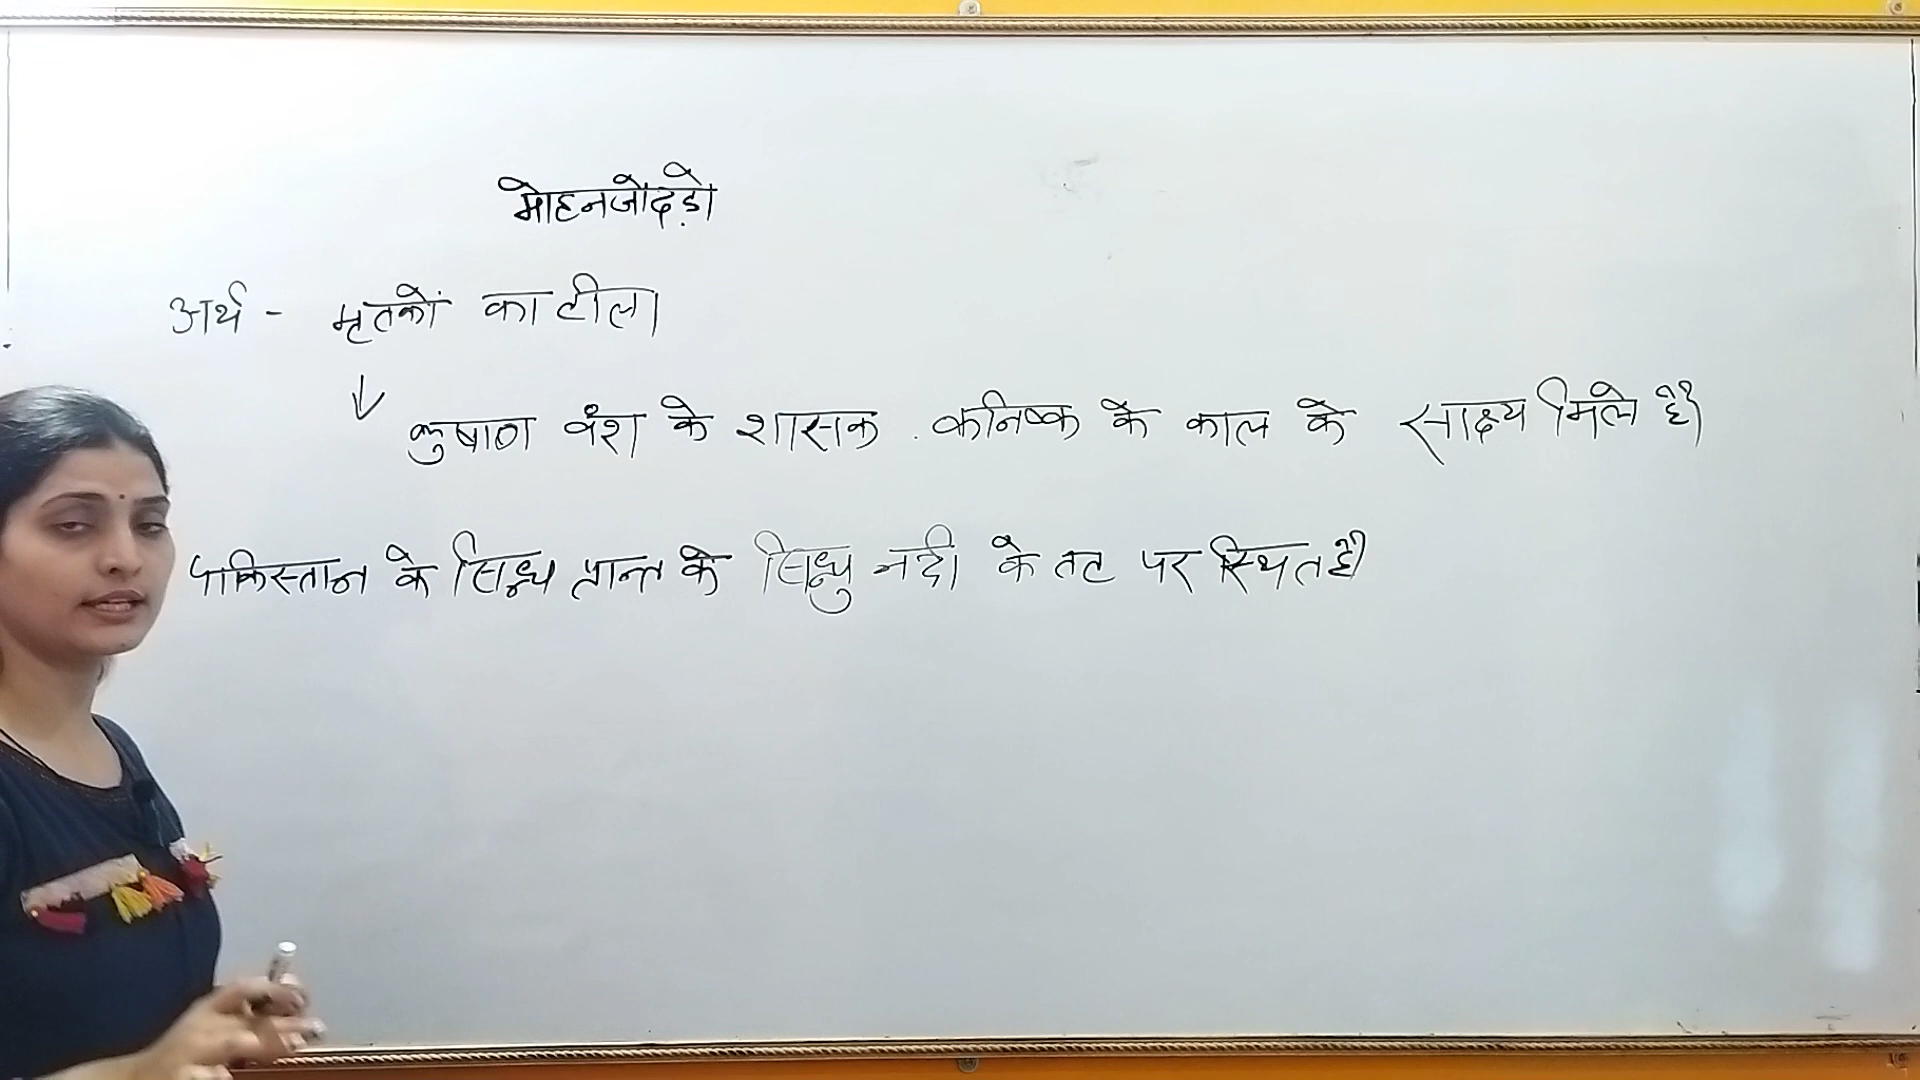 मोहनजोदड़ो
अर्थ - मृतकों का टीला
↓
कुषाण वंश के शासक कनिष्क के काल के साक्ष्य मिले है।
पाकिस्तान के सिन्ध प्रान्त के सिन्धु नदी के तट पर स्थित है।